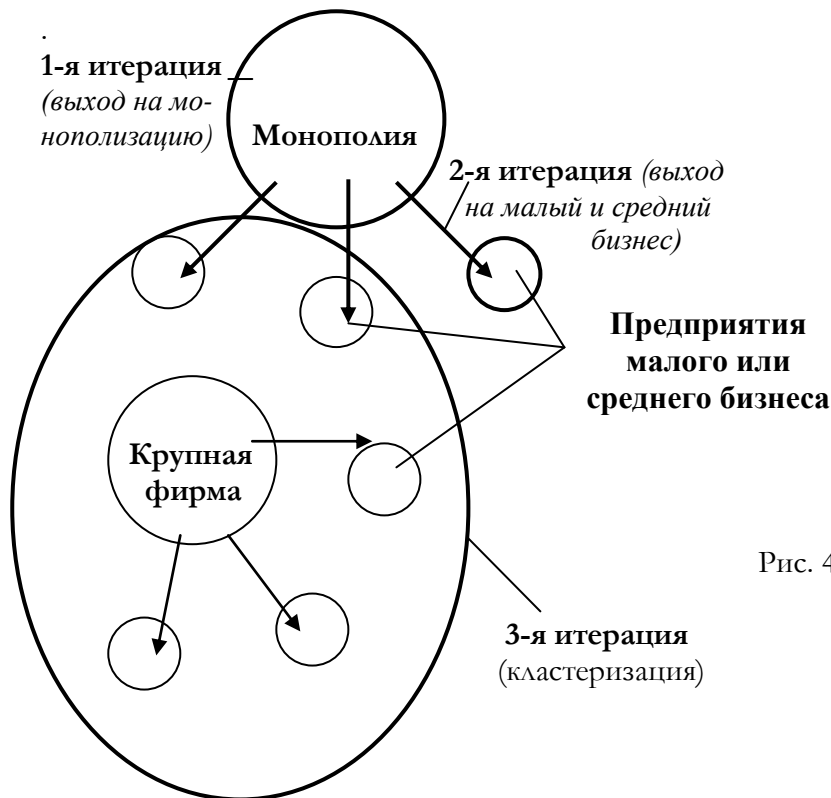 .
1-я итерация
(выход на мо-
нополизацию)
Монополия
2-я итерация (выход
на малый и средний
бизнес)
Предприятия
малого или
среднего бизнеса
Крупная
фирма
Рис. 4
3-я итерация
(кластеризация)